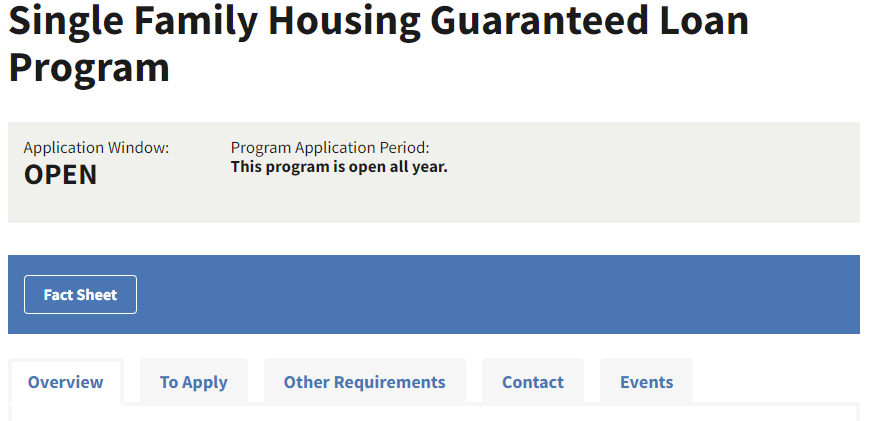 Single Family Housing Guaranteed Loan
Program
Application Window:
OPEN
Program Application Period:
This program is open all year.
Fact Sheet
Overview
To Apply
Other Requirements
Contact
Events